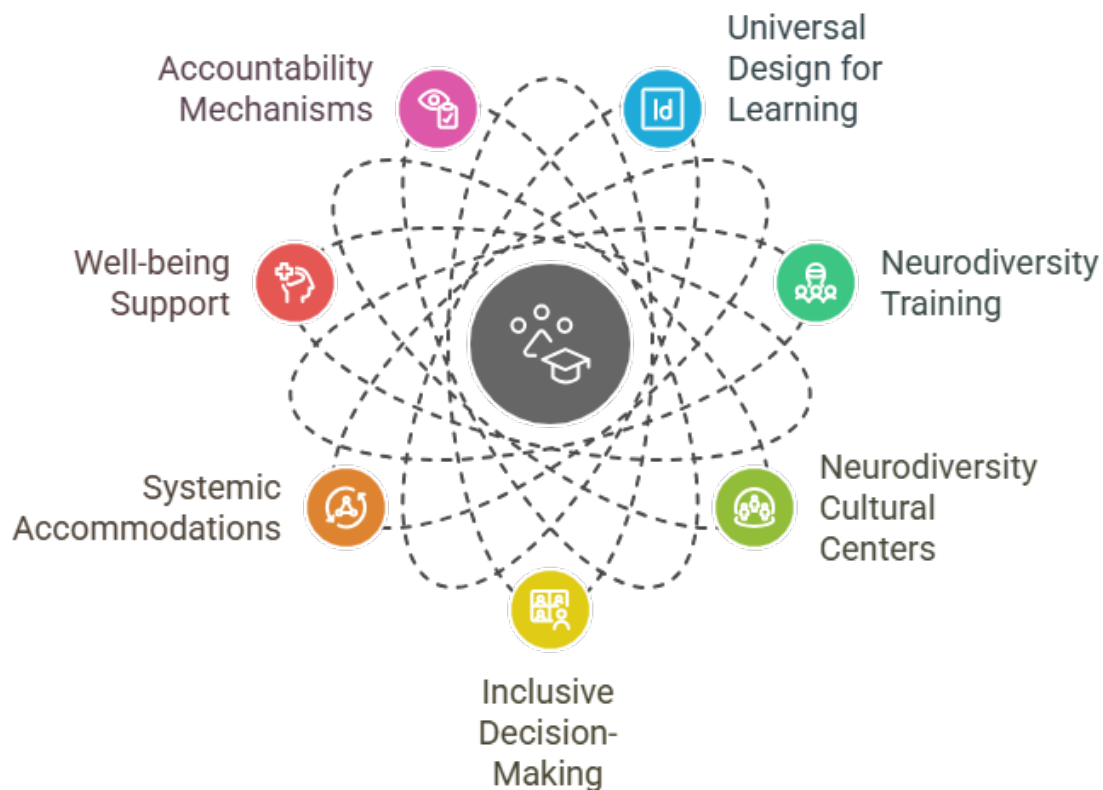 Accountability
Mechanisms
Universal
Design for
Learning
Id
Well-being
Support
Neurodiversity
Training
Systemic
Accommodations
Neurodiversity
Cultural
Centers
Inclusive
Decision-
Making